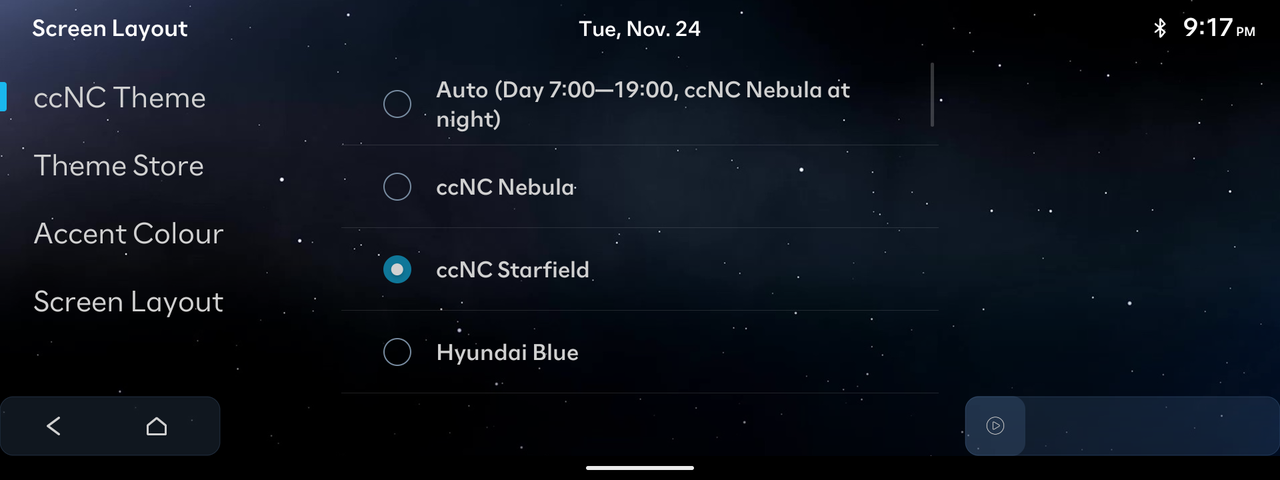 Screen Layout
Tue, Nov. 24
9:17 PM
ccNC Theme
Theme Store
Accent Colour
Screen Layout
Auto (Day 7:00—19:00, ccNC Nebula at
night)
ccNC Nebula
ccNC Starfield
Hyundai Blue